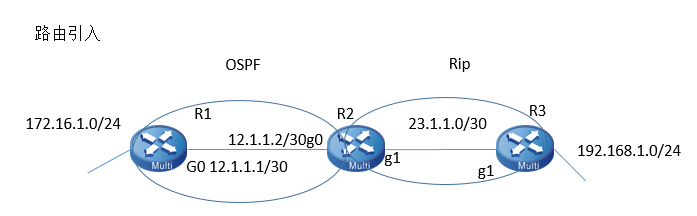 路由引入
OSPF
Rip
R1
R2
R3
172.16.1.0/24
12.1.1.2/30g0
23.1.1.0/30
192.168.1.0/24
Multi
G0 12.1.1.1/30
Multi
g1
g1
Multi